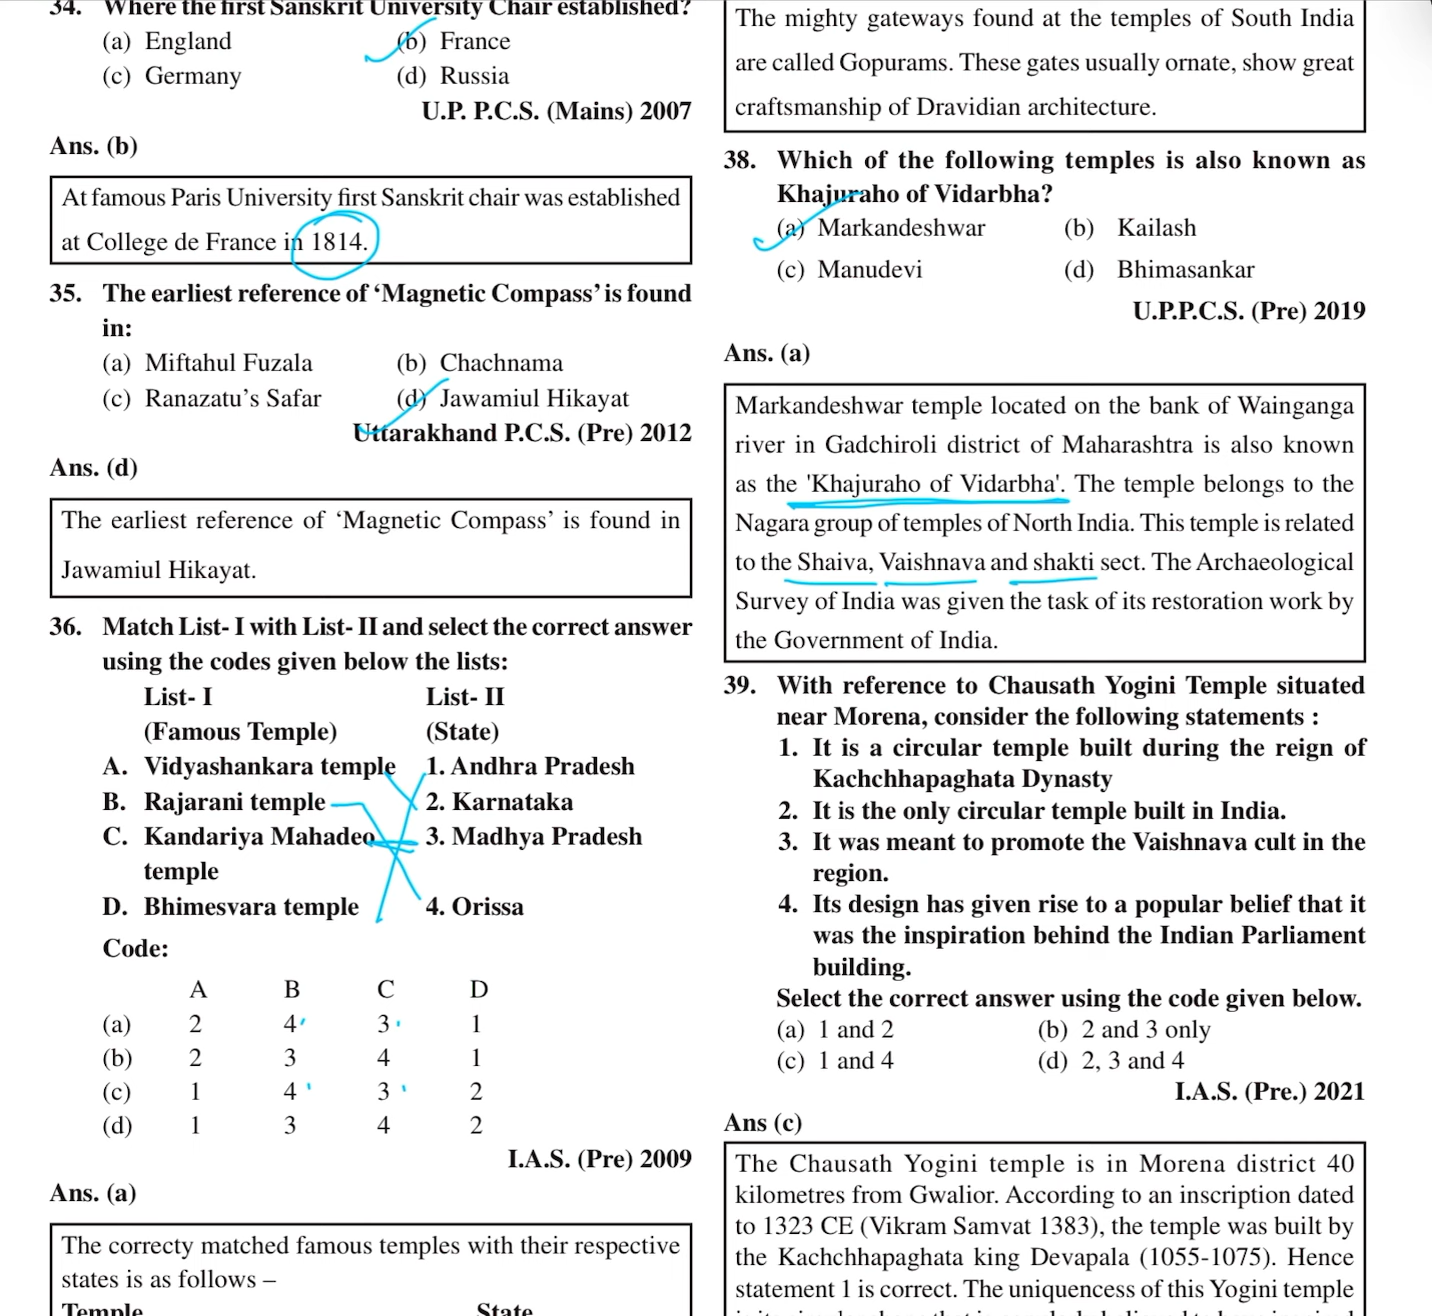 34. Where the first Sanskrit University Chair established?
(a) England (b) France
(c) Germany (d) Russia
U.P. P.C.S. (Mains) 2007
Ans. (b)
At famous Paris University first Sanskrit chair was established
at College de France in 1814.
35. The earliest reference of ‘Magnetic Compass’ is found
in:
(a) Miftahul Fuzala (b) Chachnama
(c) Ranazatu’s Safar (d) Jawamiul Hikayat
Uttarakhand P.C.S. (Pre) 2012
Ans. (d)
The earliest reference of ‘Magnetic Compass’ is found in
Jawamiul Hikayat.
36. Match List- I with List- II and select the correct answer
using the codes given below the lists:
List- I List- II
(Famous Temple) (State)
A. Vidyashankara temple 1. Andhra Pradesh
B. Rajarani temple 2. Karnataka
C. Kandariya Mahadeo 3. Madhya Pradesh
temple
D. Bhimesvara temple 4. Orissa
Code:
A B C D
(a) 2 4 3 1
(b) 2 3 4 1
(c) 1 4 3 2
(d) 1 3 4 2
I.A.S. (Pre) 2009
Ans. (a)
The correcty matched famous temples with their respective
states is as follows –
Temple State
The mighty gateways found at the temples of South India
are called Gopurams. These gates usually ornate, show great
craftsmanship of Dravidian architecture.
38. Which of the following temples is also known as
Khajuraho of Vidarbha?
(a) Markandeshwar (b) Kailash
(c) Manudevi (d) Bhimasankar
U.P.P.C.S. (Pre) 2019
Ans. (a)
Markandeshwar temple located on the bank of Wainganga
river in Gadchiroli district of Maharashtra is also known
as the 'Khajuraho of Vidarbha'. The temple belongs to the
Nagara group of temples of North India. This temple is related
to the Shaiva, Vaishnava and shakti sect. The Archaeological
Survey of India was given the task of its restoration work by
the Government of India.
39. With reference to Chausath Yogini Temple situated
near Morena, consider the following statements :
1. It is a circular temple built during the reign of
Kachchhapaghata Dynasty
2. It is the only circular temple built in India.
3. It was meant to promote the Vaishnava cult in the
region.
4. Its design has given rise to a popular belief that it
was the inspiration behind the Indian Parliament
building.
Select the correct answer using the code given below.
(a) 1 and 2 (b) 2 and 3 only
(c) 1 and 4 (d) 2, 3 and 4
I.A.S. (Pre.) 2021
Ans (c)
The Chausath Yogini temple is in Morena district 40
kilometres from Gwalior. According to an inscription dated
to 1323 CE (Vikram Samvat 1383), the temple was built by
the Kachchhapaghata king Devapala (1055-1075). Hence
statement 1 is correct. The uniquencess of this Yogini temple